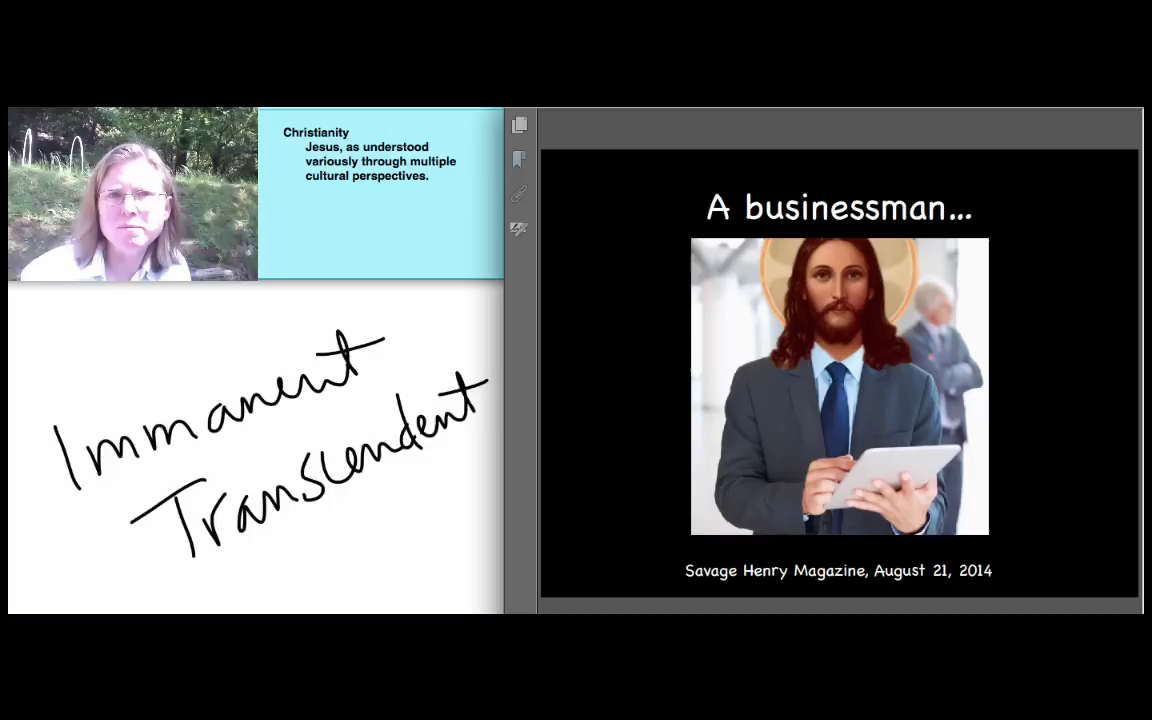 Christianity
Jesus, as understood
variously through multiple
cultural perspectives.
Immanent
Transcendent
A businessman...
Savage Henry Magazine, August 21, 2014